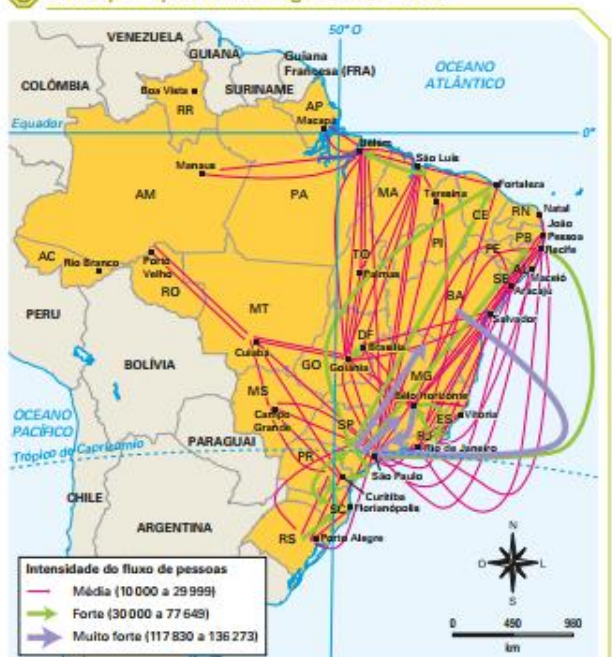 50° O
VENEZUELA
GUIANA
Guiana
Francesa (FRA)
OCEANO
ATLÂNTICO
COLÔMBIA
SURINAME
Boa Vista
RR
AP
Macapá
Equador
0°
Belém
São Luís
Manaus
Fortaleza
AM
PA
MA
Teresina
CE
RN
Natal
PI
PB
João
Pessoa
PE
Recife
AC
Rio Branco
Porto
Velho
TO
Palmas
AL
Maceió
SE
Aracaju
RO
BA
PERU
MT
Salvador
DF
Brasília
Cuiabá
GO
Goiânia
BOLÍVIA
MG
MS
Belo Horizonte
OCEANO
PACÍFICO
Campo
Grande
SP
ES
Vitória
RJ
Rio de Janeiro
PARAGUAI
Trópico de Capricórnio
PR
São Paulo
CHILE
Curitiba
SC
Florianópolis
ARGENTINA
RS
Porto Alegre
N
O
L
S
Intensidade do fluxo de pessoas
Média (10 000 a 29 999)
Forte (30 000 a 77 649)
Muito forte (117 830 a 136 273)
0 490 980
km